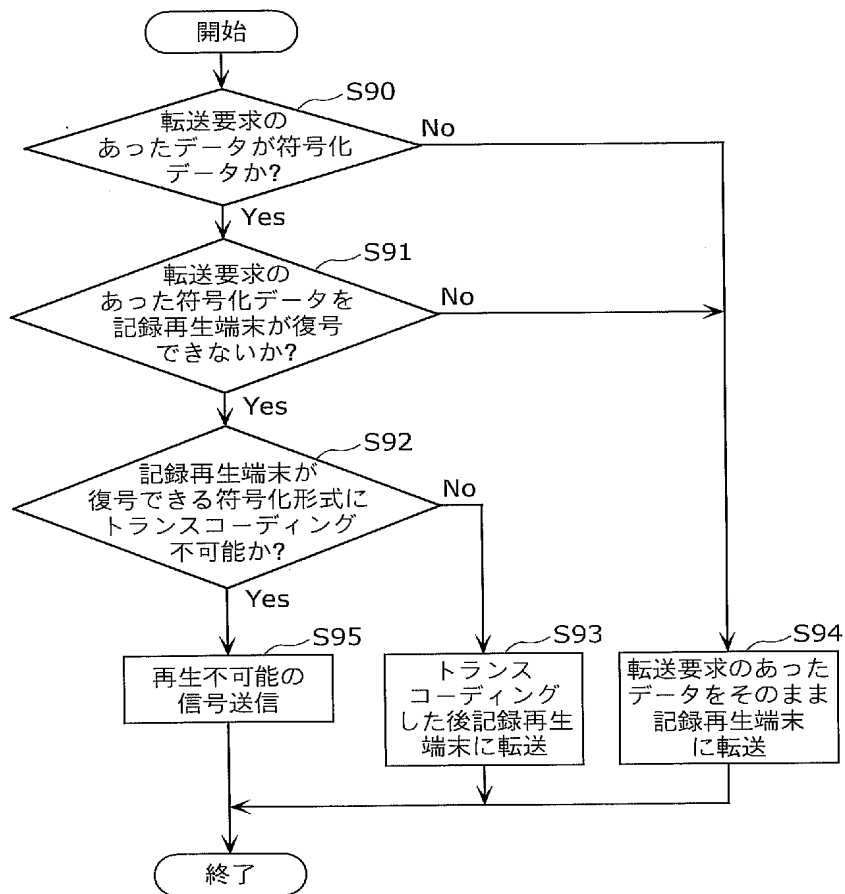 開始
S90
転送要求の
あったデータが符号化
データか?
No
Yes
S91
転送要求の
あった符号化データを
記録再生端末が復号
できないか?
No
Yes
S92
記録再生端末が
復号できる符号化形式に
トランスコーディング
不可能か?
No
Yes
S95
再生不可能の
信号送信
S93
トランス
コーディング
した後記録再生
端末に転送
S94
転送要求のあった
データをそのまま
記録再生端末
に転送
終了